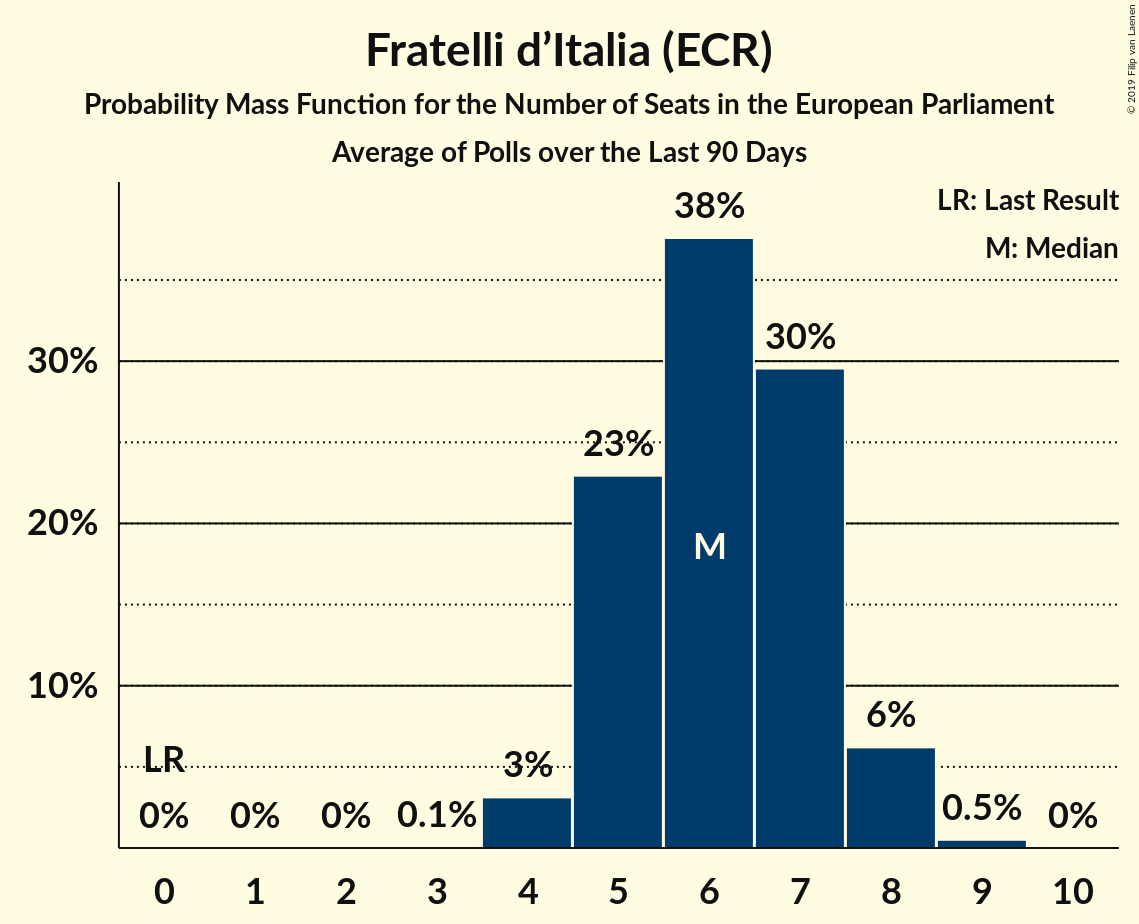 Fratelli d’Italia (ECR)
Probability Mass Function for the Number of Seats in the European Parliament
Average of Polls over the Last 90 Days
© 2019 Filip van Laenen
LR: Last Result
M: Median
38%
30%
30%
23%
20%
M
10%
6%
LR
3%
0%
0%
0%
0.1%
0.5%
0%
0 1 2 3 4 5 6 7 8 9 10